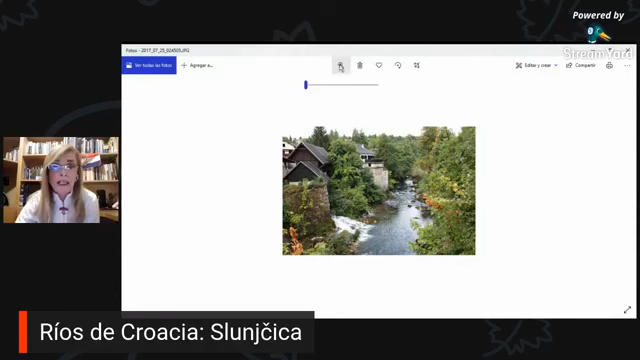 Powered by
StreamYard
Fotos - 2017_07_25_024505.JPG
Ver todas las fotos
Agregar a...
Editar y crear
Compartir
Ríos de Croacia: Slunjčica